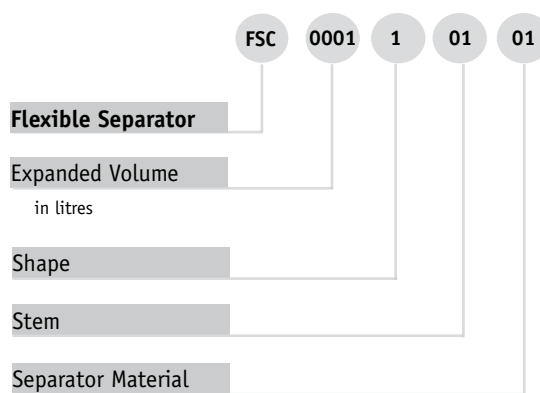 FSC 0001 1 01 01
Flexible Separator
Expanded Volume
in litres
Shape
Stem
Separator Material